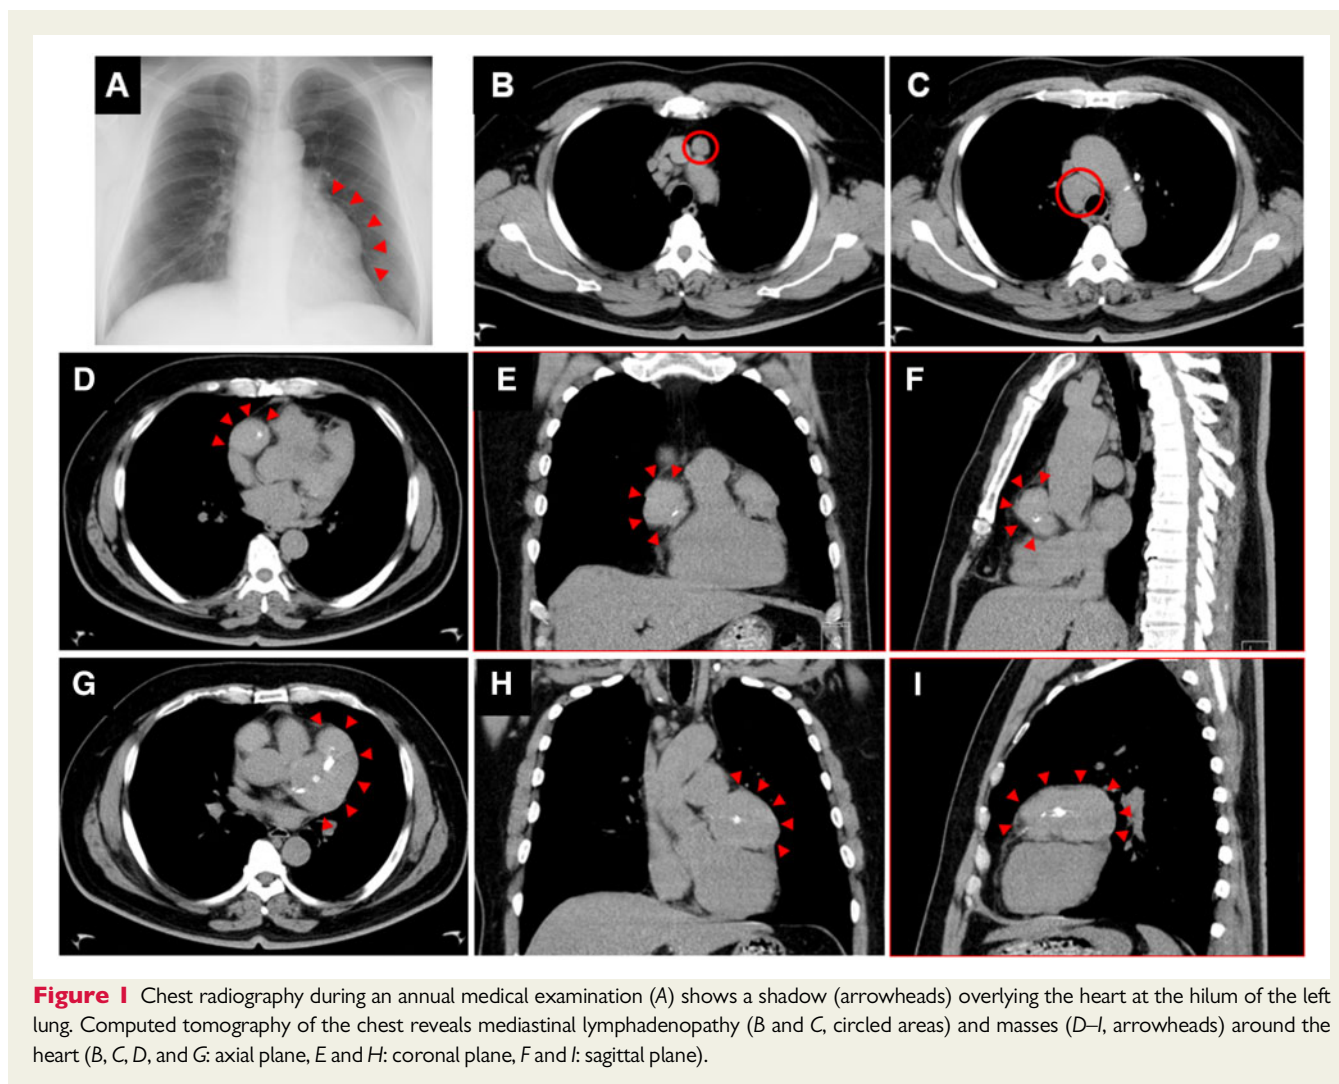 A
B
C
D
E
F
G
H
I
Figure 1 Chest radiography during an annual medical examination (A) shows a shadow (arrowheads) overlying the heart at the hilum of the left
lung. Computed tomography of the chest reveals mediastinal lymphadenopathy (B and C, circled areas) and masses (D–I, arrowheads) around the
heart (B, C, D, and G: axial plane, E and H: coronal plane, F and I: sagittal plane).